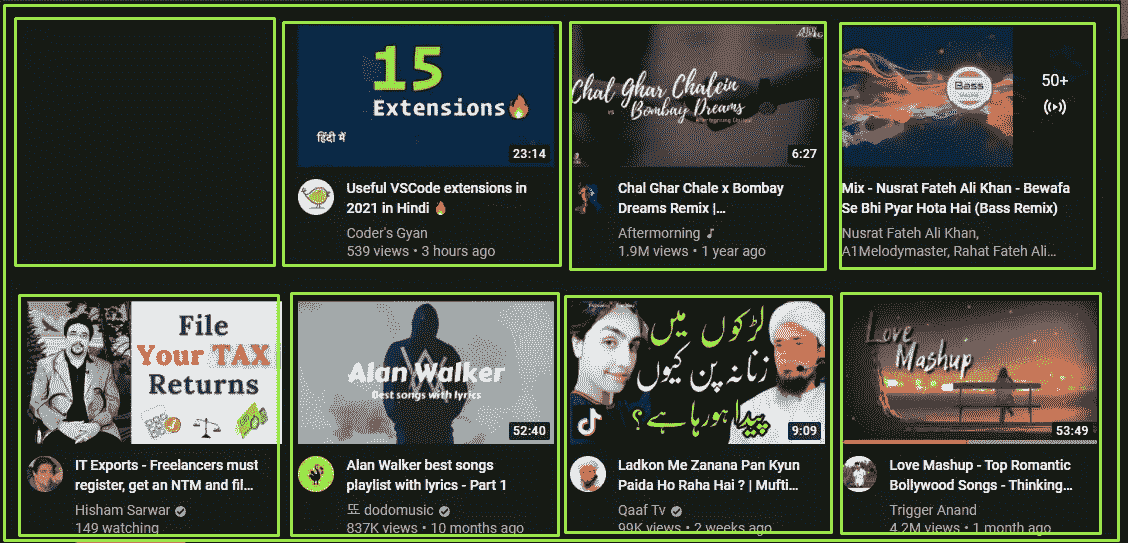 15
Extensions🔥
हिंदी में
23:14
Useful VSCode extensions in
2021 in Hindi 🔥
Coder's Gyan
539 views • 3 hours ago
Chal Ghar Chalein
vs
Bombay Dreams
Aftermorning Chillout
6:27
Chal Ghar Chale x Bombay
Dreams Remix |...
Aftermorning ♪
1.9M views • 1 year ago
Bass
50+
Mix - Nusrat Fateh Ali Khan - Bewafa
Se Bhi Pyar Hota Hai (Bass Remix)
Nusrat Fateh Ali Khan,
A1Melodymaster, Rahat Fateh Ali...
File
Your TAX
Returns
IT Exports - Freelancers must
register, get an NTM and fil...
Hisham Sarwar
149 watching
Alan Walker
Best songs with lyrics
52:40
Alan Walker best songs
playlist with lyrics - Part 1
또 dodomusic
837K views • 10 months ago
لڑکوں میں
زنانہ پن کیوں
پیدا ہورہا ہے؟
9:09
Ladkon Me Zanana Pan Kyun
Paida Ho Raha Hai ? | Mufti...
Qaaf Tv
99K views • 2 weeks ago
Love
Mashup
53:49
Love Mashup - Top Romantic
Bollywood Songs - Thinking...
Trigger Anand
4.2M views • 1 month ago